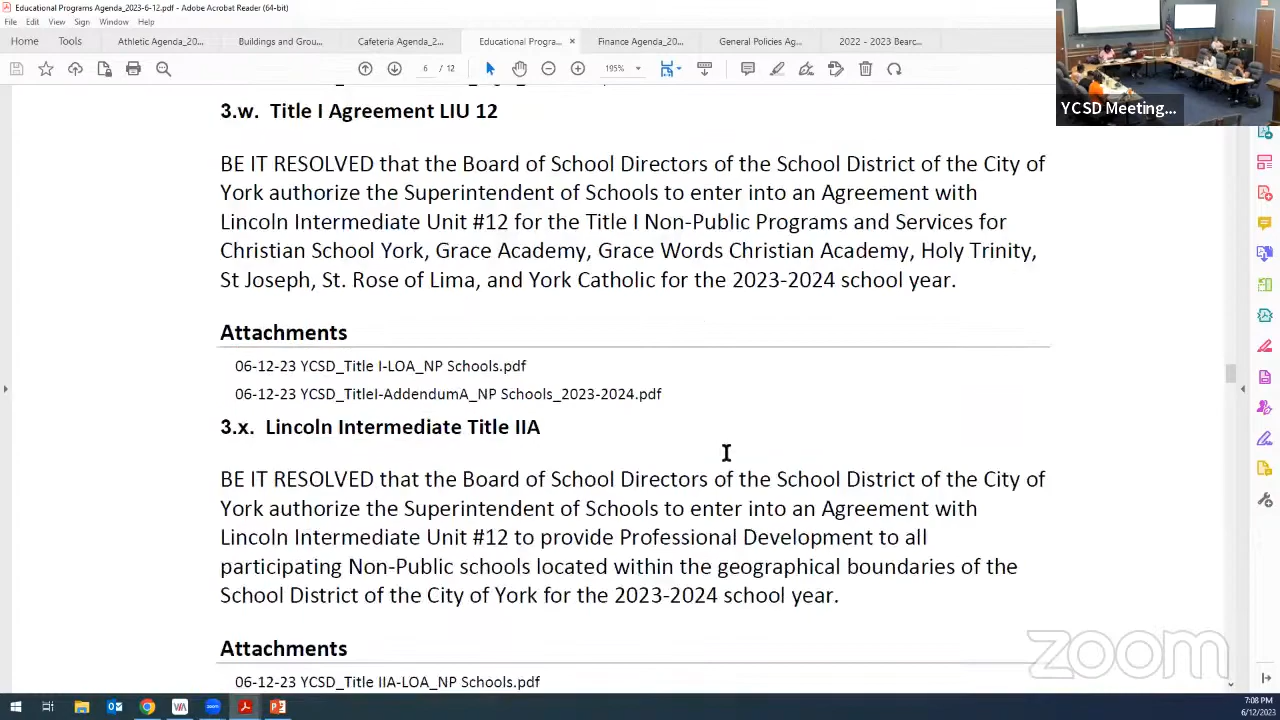 Educational Programs Agenda_2023-6-12.pdf - Adobe Acrobat Reader (64-bit)
File Edit View Sign Window Help
Home Tools Athletic Agenda_20... Buildings and Grou... Cafeteria Agenda_2... Educational Progra... × Finance Agenda_20... General Policies Ag... 2022 - 2023 Bearc...
6 / 12 195%
YCSD Meeting...
3.w. Title I Agreement LIU 12
BE IT RESOLVED that the Board of School Directors of the School District of the City of
York authorize the Superintendent of Schools to enter into an Agreement with
Lincoln Intermediate Unit #12 for the Title I Non-Public Programs and Services for
Christian School York, Grace Academy, Grace Words Christian Academy, Holy Trinity,
St Joseph, St. Rose of Lima, and York Catholic for the 2023-2024 school year.
Attachments
06-12-23 YCSD_Title I-LOA_NP Schools.pdf
06-12-23 YCSD_TitleI-AddendumA_NP Schools_2023-2024.pdf
3.x. Lincoln Intermediate Title IIA
BE IT RESOLVED that the Board of School Directors of the School District of the City of
York authorize the Superintendent of Schools to enter into an Agreement with
Lincoln Intermediate Unit #12 to provide Professional Development to all
participating Non-Public schools located within the geographical boundaries of the
School District of the City of York for the 2023-2024 school year.
Attachments
06-12-23 YCSD_Title IIA-LOA_NP Schools.pdf
zoom
7:08 PM
6/12/2023